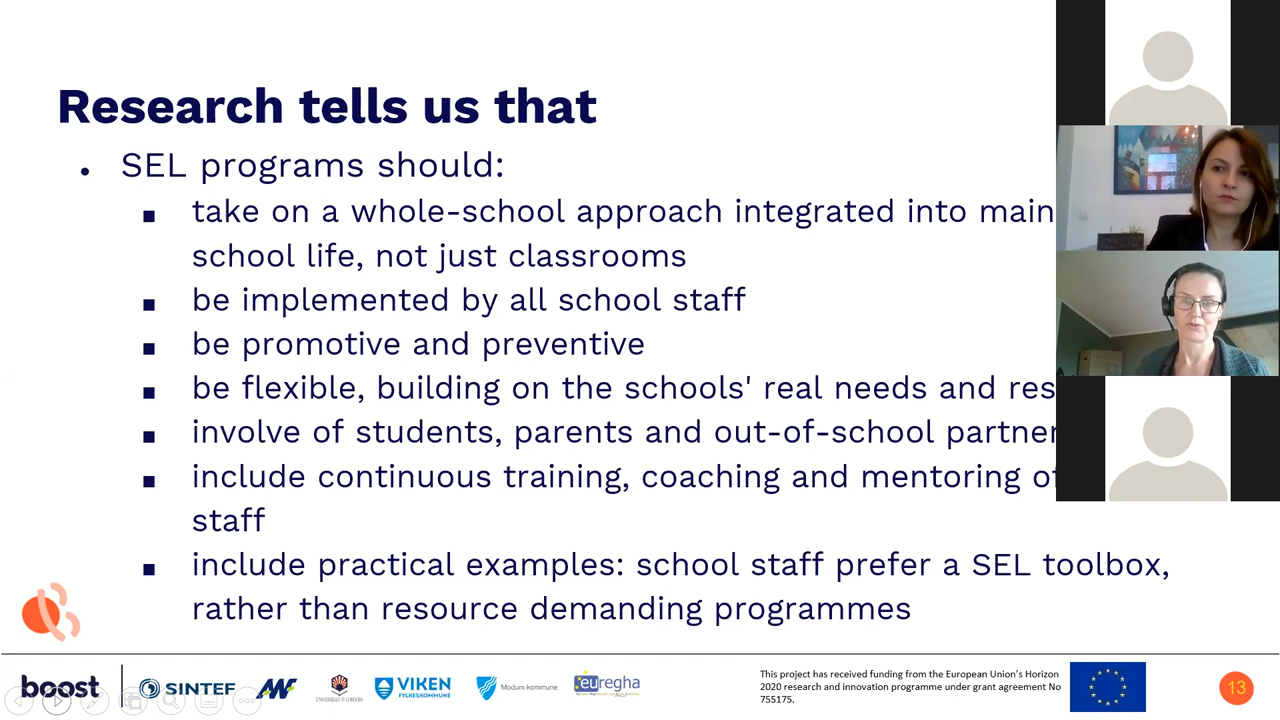 Research tells us that
• SEL programs should:
▪ take on a whole-school approach integrated into main
school life, not just classrooms
▪ be implemented by all school staff
▪ be promotive and preventive
▪ be flexible, building on the schools' real needs and res
▪ involve of students, parents and out-of-school partner
▪ include continuous training, coaching and mentoring of
staff
▪ include practical examples: school staff prefer a SEL toolbox,
rather than resource demanding programmes
boost
SINTEF
UNIVERSIDAD D CÓRDOBA
VIKEN
FYLKESKOMMUNE
Modum kommune
euregha
This project has received funding from the European Union's Horizon
2020 research and innovation programme under grant agreement No
755175.
13